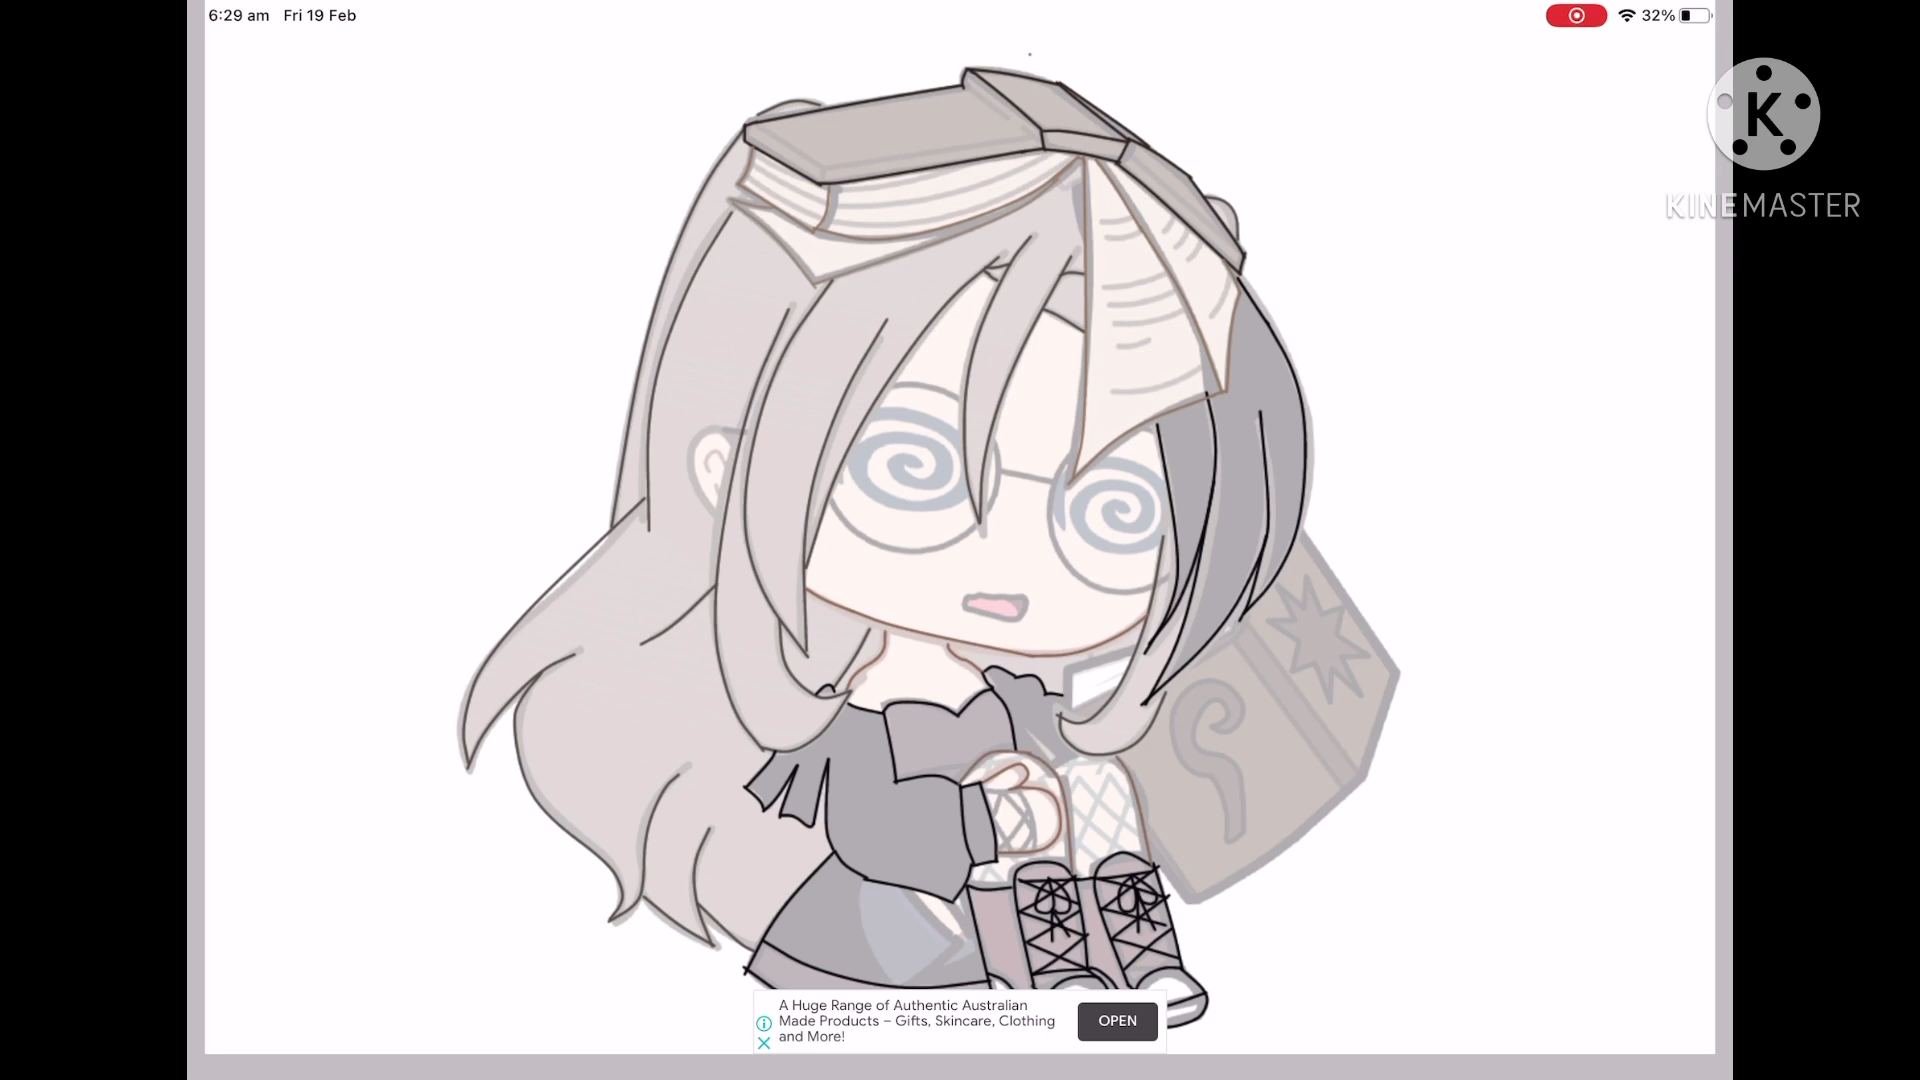 6:29 am Fri 19 Feb
32%
K
KINEMASTER
A Huge Range of Authentic Australian
Made Products – Gifts, Skincare, Clothing
and More!
OPEN